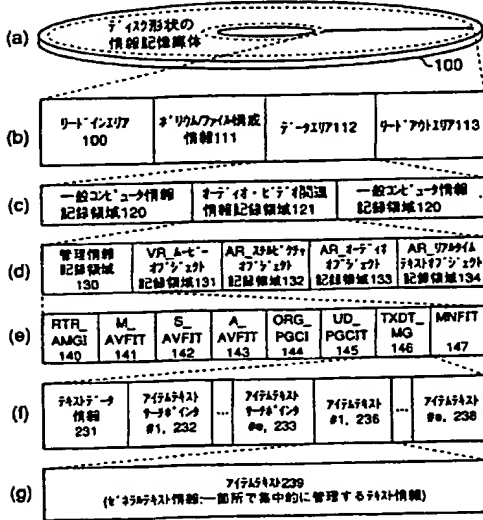 (a)
ディスク形状の
情報記憶媒体
100
(b)
リードインエリア
100
ボリウム/ファイル構成
情報111
データエリア112
リードアウトエリア113
(c)
一般コンピュータ情報
記録領域120
オーディオ・ビデオ関連
情報記録領域121
一般コンピュータ情報
記録領域120
(d)
管理情報
記録領域
130
VR_ムービー
オブジェクト
記録領域131
AR_スチルピクチャ
オブジェクト
記録領域132
AR_オーディオ
オブジェクト
記録領域133
AR_リアルタイム
テキストオブジェクト
記録領域134
(e)
RTR_
AMGI
140
M_
AVFIT
141
S_
AVFIT
142
A_
AVFIT
143
ORG_
PGCI
144
UD_
PGCIT
145
TXDT_
MG
146
MNFIT
147
(f)
テキストデータ
情報
231
アイテムテキスト
サーチポインタ
#1, 232
...
アイテムテキスト
サーチポインタ
#e, 233
アイテムテキスト
#1, 236
...
アイテムテキスト
#e, 238
(g)
アイテムテキスト239
(ゼネラルテキスト情報:一箇所で集中的に管理するテキスト情報)